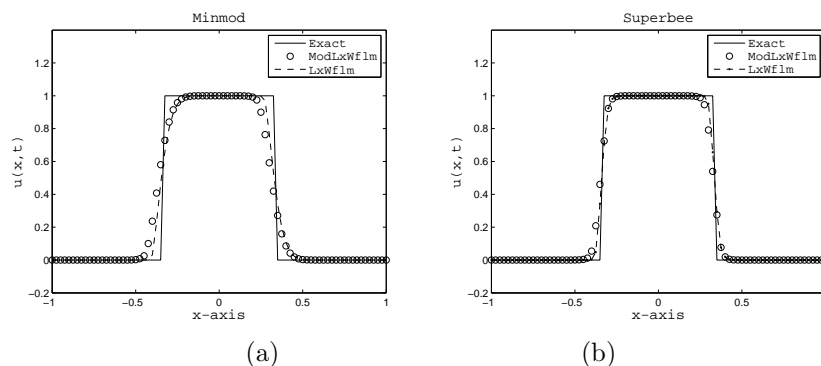 Minmod
u(x,t)
1.2
1
0.8
0.6
0.4
0.2
0
−0.2
−1
−0.5
0
0.5
1
x-axis
Exact
ModLxWflm
LxWflm
(a)
Superbee
u(x,t)
1.2
1
0.8
0.6
0.4
0.2
0
−0.2
−1
−0.5
0
0.5
x-axis
Exact
ModLxWflm
LxWflm
(b)